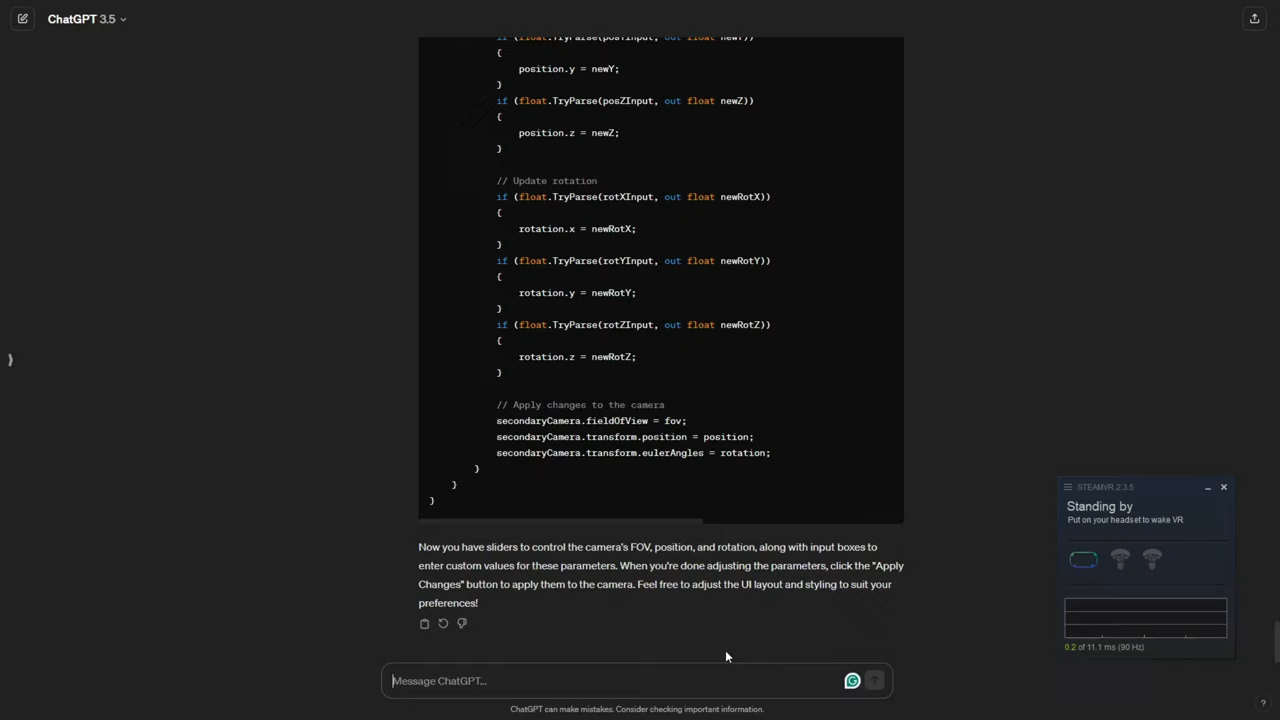 ChatGPT 3.5
if (float.TryParse(posYInput, out float newY))
{
position.y = newY;
}
if (float.TryParse(posZInput, out float newZ))
{
position.z = newZ;
}
// Update rotation
if (float.TryParse(rotXInput, out float newRotX))
{
rotation.x = newRotX;
}
if (float.TryParse(rotYInput, out float newRotY))
{
rotation.y = newRotY;
}
if (float.TryParse(rotZInput, out float newRotZ))
{
rotation.z = newRotZ;
}
// Apply changes to the camera
secondaryCamera.fieldOfView = fov;
secondaryCamera.transform.position = position;
secondaryCamera.transform.eulerAngles = rotation;
}
}
}
Now you have sliders to control the camera's FOV, position, and rotation, along with input boxes to
enter custom values for these parameters. When you're done adjusting the parameters, click the "Apply
Changes" button to apply them to the camera. Feel free to adjust the UI layout and styling to suit your
preferences!
STEAMVR 2.3.5
Standing by
Put on your headset to wake VR
0.2 of 11.1 ms (90 Hz)
Message ChatGPT...
ChatGPT can make mistakes. Consider checking important information.
?